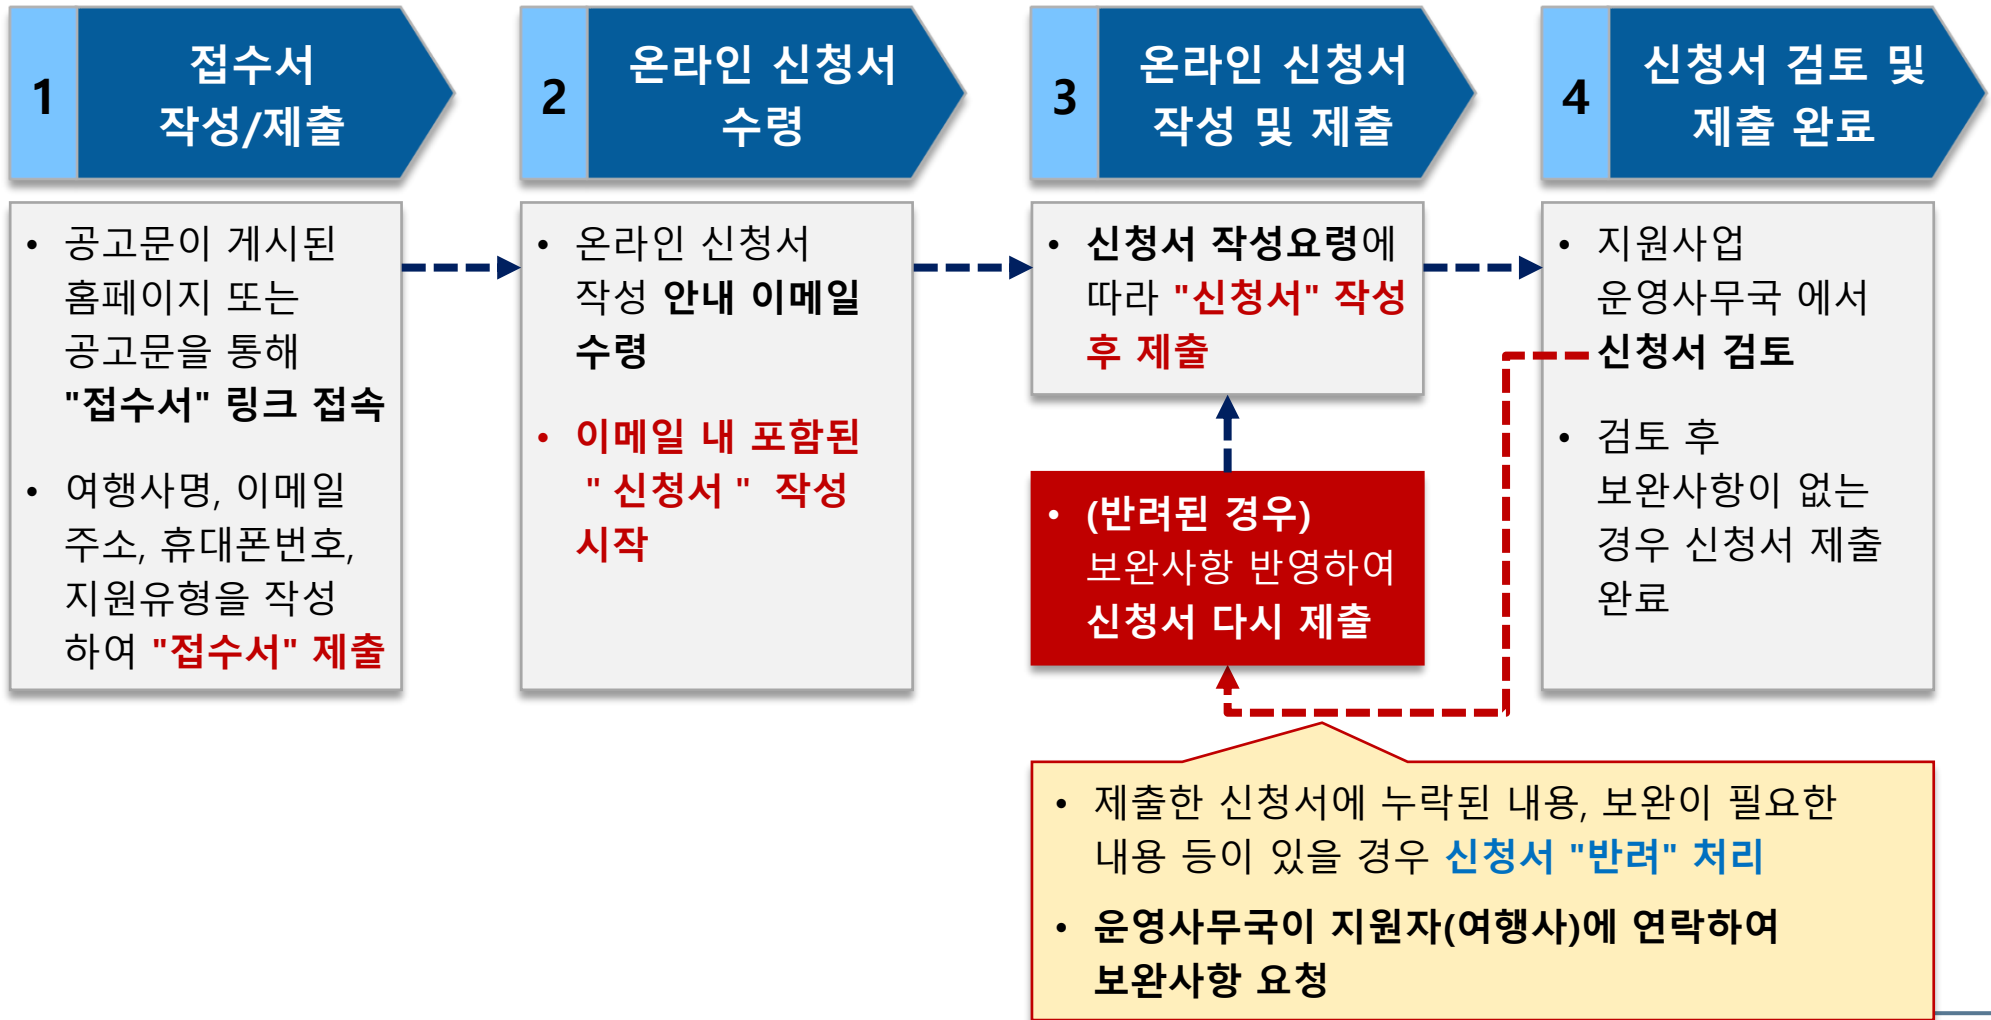 1
접수서
작성/제출
2
온라인 신청서
수령
3
온라인 신청서
작성 및 제출
4
신청서 검토 및
제출 완료
• 공고문이 게시된
홈페이지 또는
공고문을 통해
"접수서" 링크 접속
• 여행사명, 이메일
주소, 휴대폰번호,
지원유형을 작성
하여 "접수서" 제출
• 온라인 신청서
작성 안내 이메일
수령
• 이메일 내 포함된
" 신청서 " 작성
시작
• 신청서 작성요령에
따라 "신청서" 작성
후 제출
• (반려된 경우)
보완사항 반영하여
신청서 다시 제출
• 지원사업
운영사무국 에서
신청서 검토
• 검토 후
보완사항이 없는
경우 신청서 제출
완료
• 제출한 신청서에 누락된 내용, 보완이 필요한
내용 등이 있을 경우 신청서 "반려" 처리
• 운영사무국이 지원자(여행사)에 연락하여
보완사항 요청